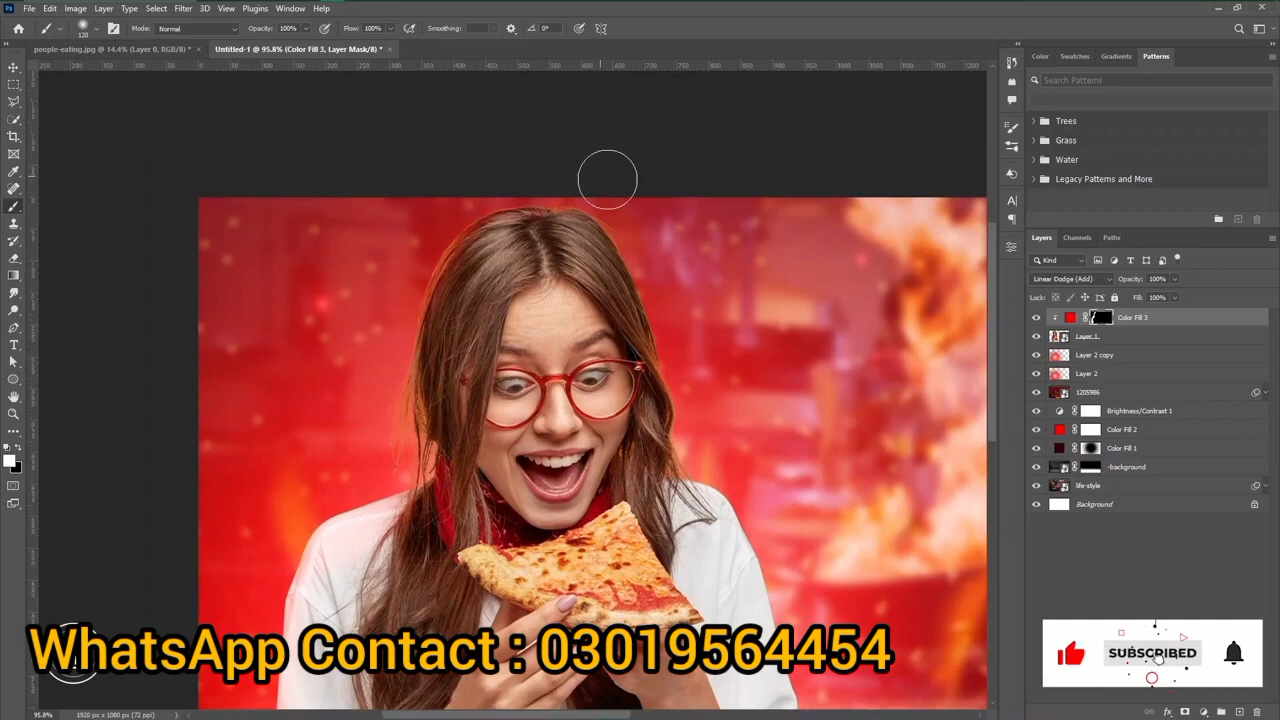 File Edit Image Layer Type Select Filter 3D View Plugins Window Help
120 Mode: Normal Opacity: 100% Flow: 100% Smoothing: 0°
people-eating.jpg @ 14.4% (Layer 0, RGB/8) * × Untitled-1 @ 95.8% (Color Fill 3, Layer Mask/8) * ×
Color Swatches Gradients Patterns
Search Patterns
Trees
Grass
Water
Legacy Patterns and More
Layers Channels Paths
Kind
Linear Dodge (Add) Opacity: 100%
Lock: Fill: 100%
Color Fill 3
Layer 1
Layer 2 copy
Layer 2
1205986
Brightness/Contrast 1
Color Fill 2
Color Fill 1
~background
life-style
Background
WhatsApp Contact : 03019564454
SUBSCRIBED
95.8% 1920 px x 1080 px (72 ppi)